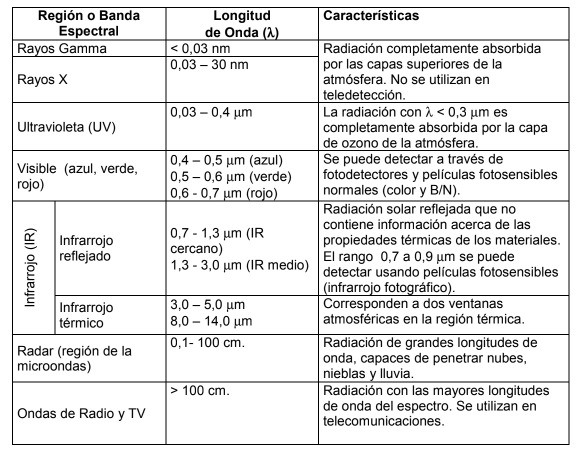 Región o Banda
Espectral
Longitud
de Onda (λ)
Características
Rayos Gamma
< 0,03 nm
Radiación completamente absorbida
por las capas superiores de la
atmósfera. No se utilizan en
teledetección.
Rayos X
0,03 – 30 nm
Ultravioleta (UV)
0,03 – 0,4 μm
La radiación con λ < 0,3 μm es
completamente absorbida por la capa
de ozono de la atmósfera.
Visible (azul, verde,
rojo)
0,4 – 0,5 μm (azul)
0,5 – 0,6 μm (verde)
0,6 - 0,7 μm (rojo)
Se puede detectar a través de
fotodetectores y películas fotosensibles
normales (color y B/N).
Infrarrojo (IR)
Infrarrojo
reflejado
0,7 - 1,3 μm (IR
cercano)
1,3 - 3,0 μm (IR medio)
Radiación solar reflejada que no
contiene información acerca de las
propiedades térmicas de los materiales.
El rango 0,7 a 0,9 μm se puede
detectar usando películas fotosensibles
(infrarrojo fotográfico).
Infrarrojo
térmico
3,0 – 5,0 μm
8,0 – 14,0 μm
Corresponden a dos ventanas
atmosféricas en la región térmica.
Radar (región de la
microondas)
0,1- 100 cm.
Radiación de grandes longitudes de
onda, capaces de penetrar nubes,
nieblas y lluvia.
Ondas de Radio y TV
> 100 cm.
Radiación con las mayores longitudes
de onda del espectro. Se utilizan en
telecomunicaciones.